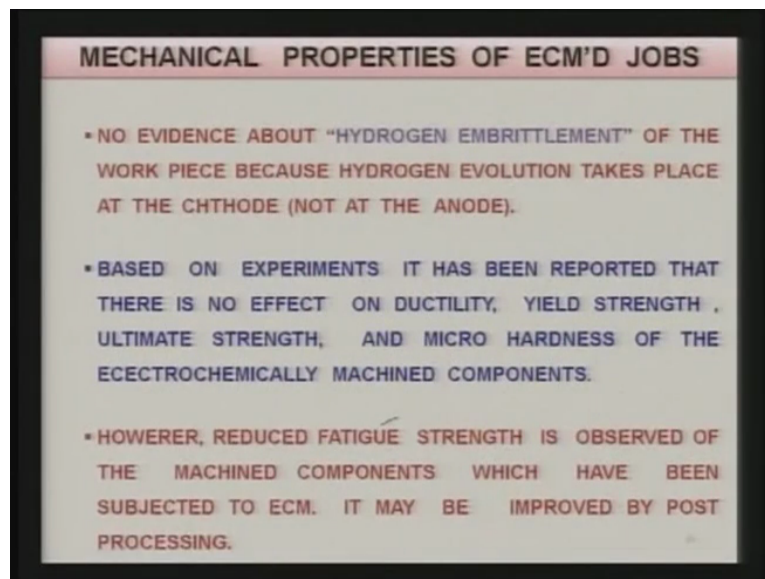 MECHANICAL PROPERTIES OF ECM'D JOBS
▪ NO EVIDENCE ABOUT “HYDROGEN EMBRITTLEMENT” OF THE
WORK PIECE BECAUSE HYDROGEN EVOLUTION TAKES PLACE
AT THE CHTHODE (NOT AT THE ANODE).
▪ BASED ON EXPERIMENTS IT HAS BEEN REPORTED THAT
THERE IS NO EFFECT ON DUCTILITY, YIELD STRENGTH ,
ULTIMATE STRENGTH, AND MICRO HARDNESS OF THE
ECECTROCHEMICALLY MACHINED COMPONENTS.
▪ HOWERER, REDUCED FATIGUE STRENGTH IS OBSERVED OF
THE MACHINED COMPONENTS WHICH HAVE BEEN
SUBJECTED TO ECM. IT MAY BE IMPROVED BY POST
PROCESSING.